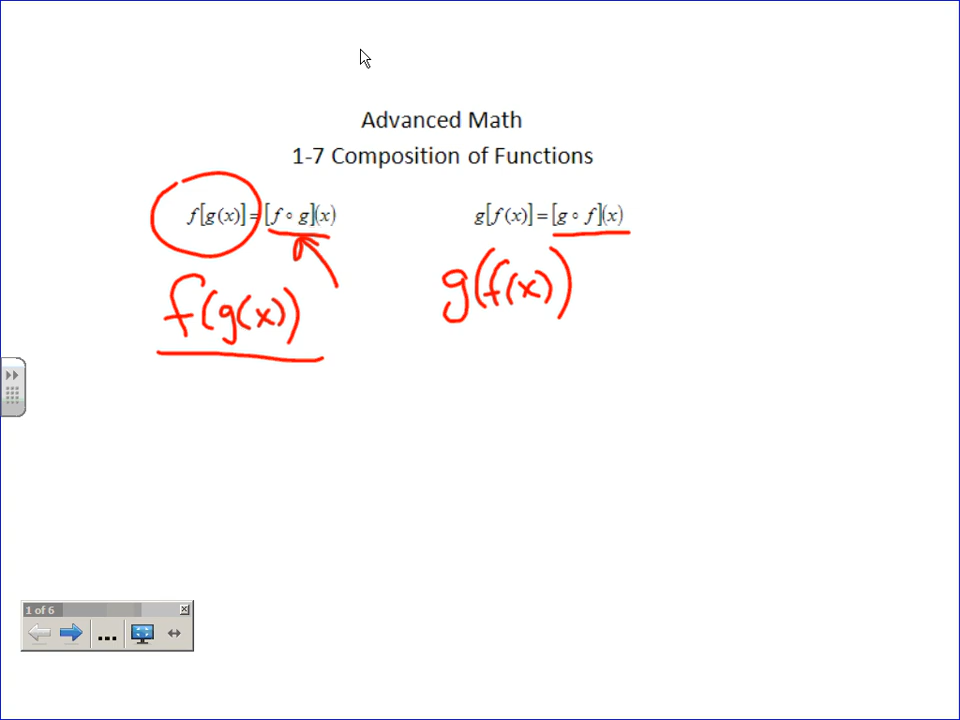 Advanced Math
1-7 Composition of Functions
f[g(x)] = [f ∘ g](x)
g[f(x)] = [g ∘ f](x)
f(g(x))
g(f(x))
1 of 6
...